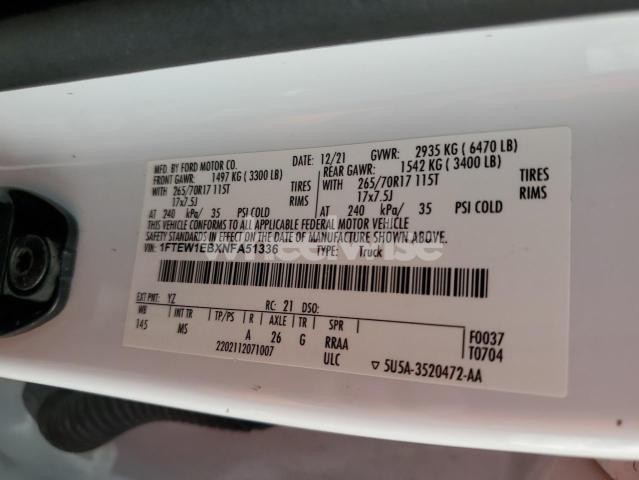 MFD. BY FORD MOTOR CO.
DATE: 12/21 GVWR: 2935 KG ( 6470 LB)
FRONT GAWR: 1497 KG ( 3300 LB) REAR GAWR: 1542 KG ( 3400 LB)
WITH 265/70R17 115T TIRES WITH 265/70R17 115T TIRES
17x7.5J RIMS 17x7.5J RIMS
AT 240 kPa/ 35 PSI COLD AT 240 kPa/ 35 PSI COLD
THIS VEHICLE CONFORMS TO ALL APPLICABLE FEDERAL MOTOR VEHICLE
SAFETY STANDARDS IN EFFECT ON THE DATE OF MANUFACTURE SHOWN ABOVE.
VIN: 1FTEW1EBXNFA51336 TYPE: Truck
wheelwise
EXT PNT: YZ RC: 21 DSO:
WB INT TR TP/PS R AXLE TR SPR F0037
145 MS A 26 G RRAA T0704
2202112071007 ULC 5U5A-3520472-AA